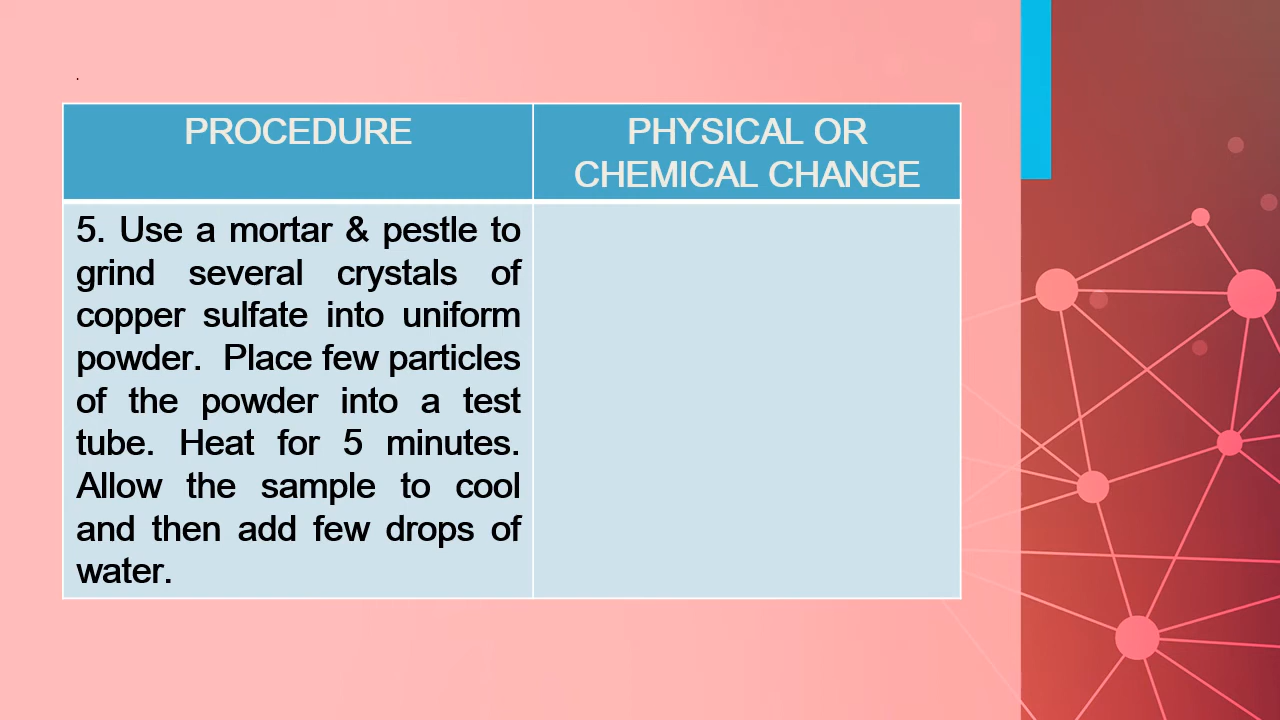 .
PROCEDURE
PHYSICAL OR
CHEMICAL CHANGE
5. Use a mortar & pestle to
grind several crystals of
copper sulfate into uniform
powder. Place few particles
of the powder into a test
tube. Heat for 5 minutes.
Allow the sample to cool
and then add few drops of
water.